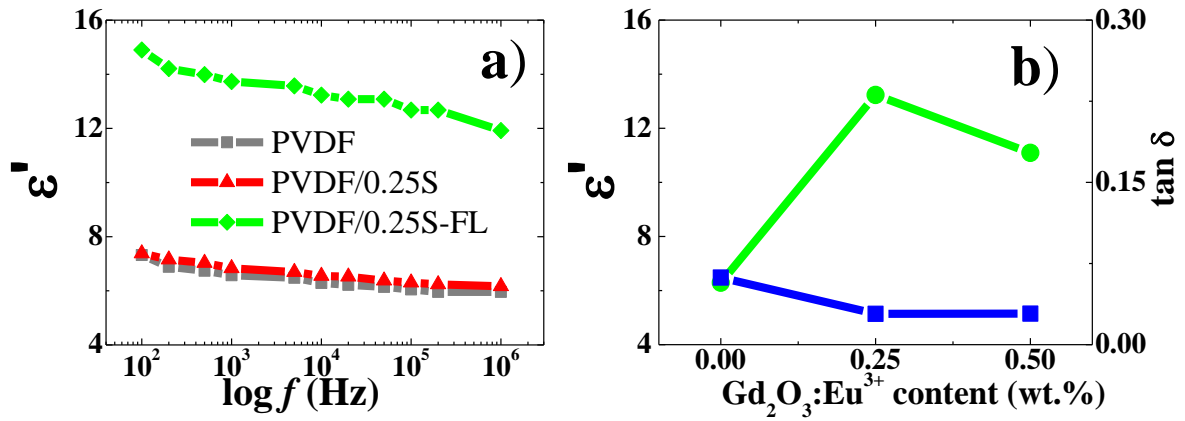 a)
16
12
8
4
ε'
PVDF
PVDF/0.25S
PVDF/0.25S-FL
10² 10³ 10⁴ 10⁵ 10⁶
log f (Hz)
b)
16
12
8
4
ε'
0.30
0.15
0.00
tan δ
0.00 0.25 0.50
Gd₂O₃:Eu³⁺ content (wt.%)